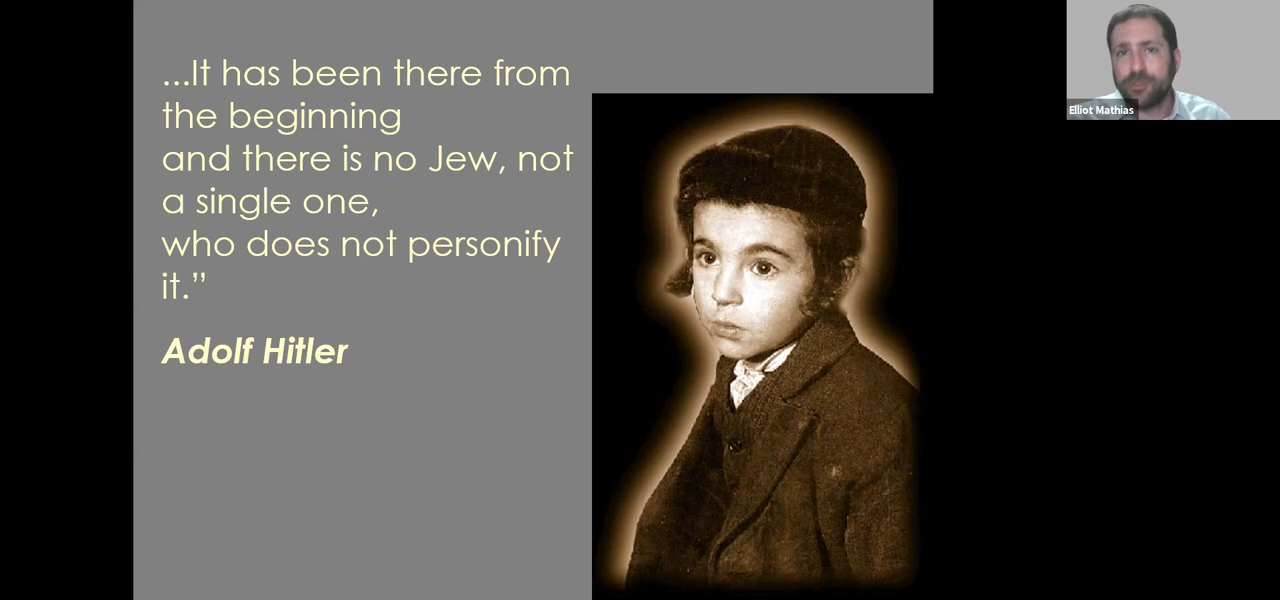 ...It has been there from
the beginning
and there is no Jew, not
a single one,
who does not personify
it.”
Adolf Hitler
Elliot Mathias